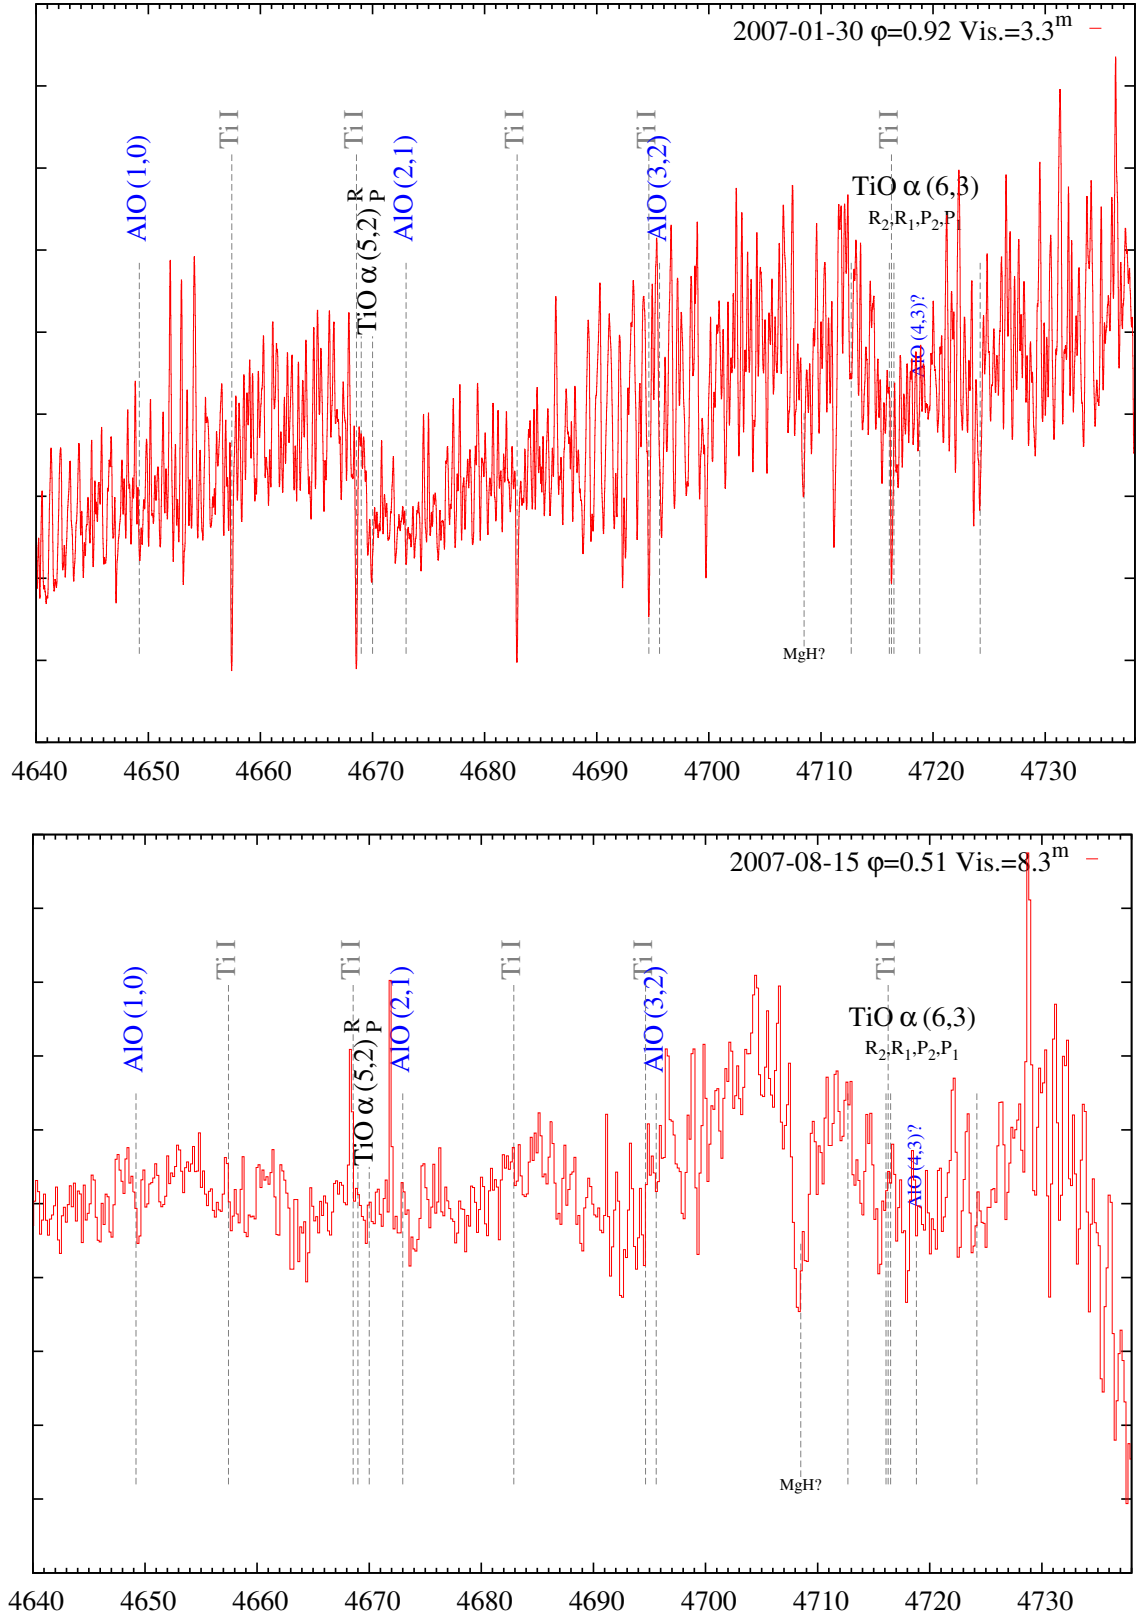 2007-01-30 φ=0.92 Vis.=3.3m
Ti I
Ti I
Ti I
Ti I
Ti I
AlO (1,0)
TiO α (5,2) R P
AlO (2,1)
AlO (3,2)
TiO α (6,3)
R2,R1,P2,P1
AlO (4,3)?
MgH?
4640 4650 4660 4670 4680 4690 4700 4710 4720 4730
2007-08-15 φ=0.51 Vis.=8.3m
Ti I
Ti I
Ti I
Ti I
Ti I
AlO (1,0)
TiO α (5,2) R P
AlO (2,1)
AlO (3,2)
TiO α (6,3)
R2,R1,P2,P1
AlO (4,3)?
MgH?
4640 4650 4660 4670 4680 4690 4700 4710 4720 4730